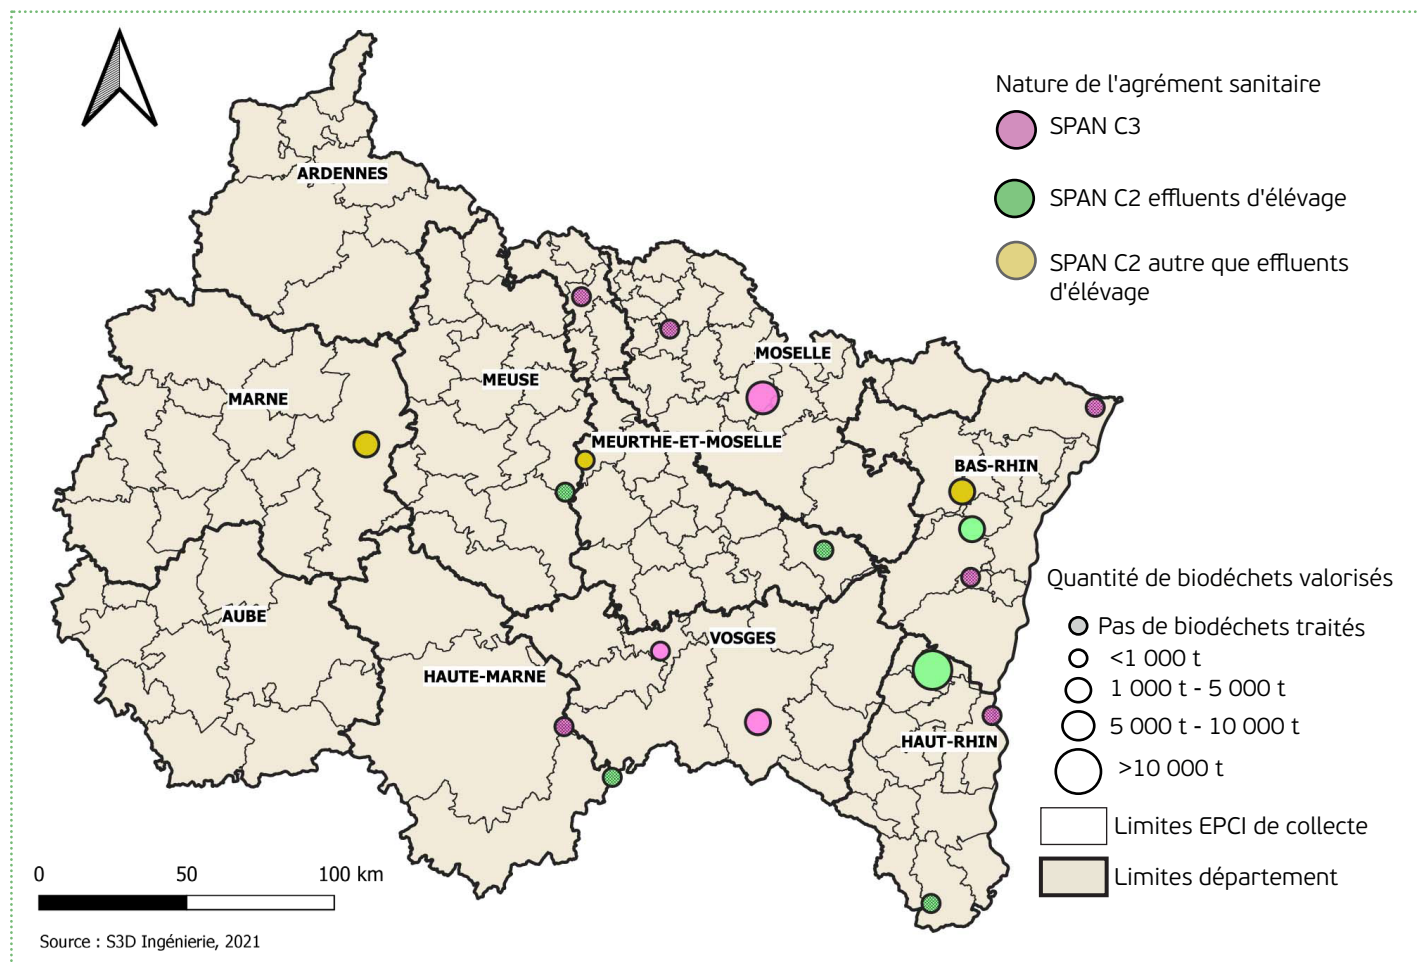 Nature de l'agrément sanitaire
SPAN C3
SPAN C2 effluents d'élévage
SPAN C2 autre que effluents
d'élévage
ARDENNES
MOSELLE
MEUSE
MARNE
MEURTHE-ET-MOSELLE
BAS-RHIN
AUBE
VOSGES
HAUTE-MARNE
HAUT-RHIN
Quantité de biodéchets valorisés
Pas de biodéchets traités
<1 000 t
1 000 t - 5 000 t
5 000 t - 10 000 t
>10 000 t
Limites EPCI de collecte
Limites département
0 50 100 km
Source : S3D Ingénierie, 2021